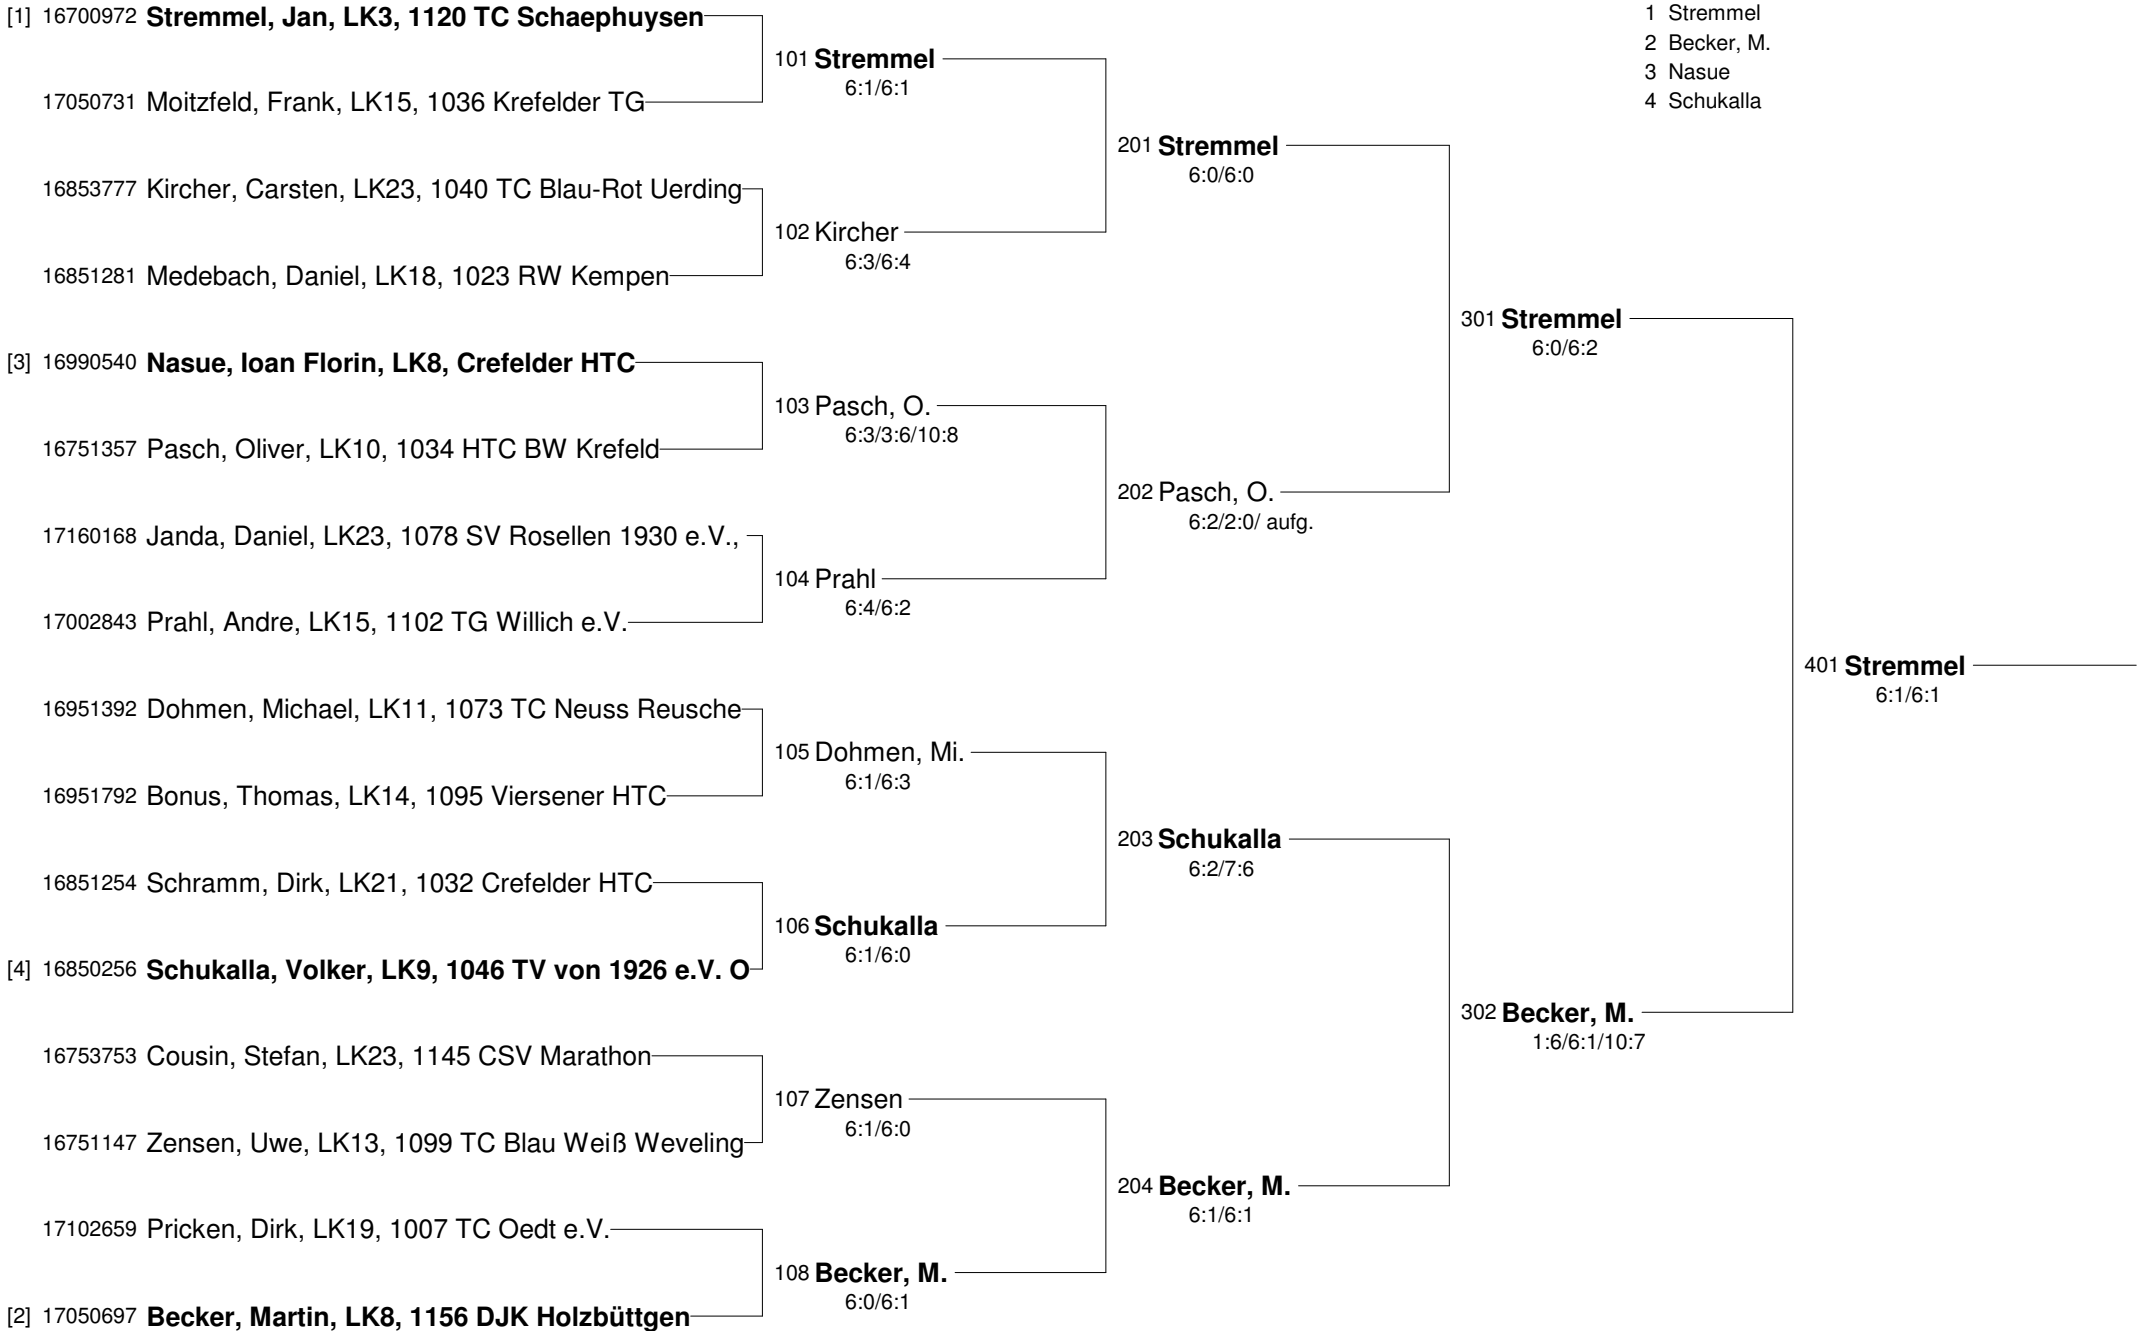 [1] 16700972 Stremmel, Jan, LK3, 1120 TC Schaephuysen
1 Stremmel
2 Becker, M.
3 Nasue
4 Schukalla
101 Stremmel
6:1/6:1
17050731 Moitzfeld, Frank, LK15, 1036 Krefelder TG
201 Stremmel
6:0/6:0
16853777 Kircher, Carsten, LK23, 1040 TC Blau-Rot Uerding
102 Kircher
6:3/6:4
16851281 Medebach, Daniel, LK18, 1023 RW Kempen
301 Stremmel
6:0/6:2
[3] 16990540 Nasue, Ioan Florin, LK8, Crefelder HTC
103 Pasch, O.
6:3/3:6/10:8
16751357 Pasch, Oliver, LK10, 1034 HTC BW Krefeld
202 Pasch, O.
6:2/2:0/ aufg.
17160168 Janda, Daniel, LK23, 1078 SV Rosellen 1930 e.V.,
104 Prahl
6:4/6:2
17002843 Prahl, Andre, LK15, 1102 TG Willich e.V.
401 Stremmel
6:1/6:1
16951392 Dohmen, Michael, LK11, 1073 TC Neuss Reusche
105 Dohmen, Mi.
6:1/6:3
16951792 Bonus, Thomas, LK14, 1095 Viersener HTC
203 Schukalla
6:2/7:6
16851254 Schramm, Dirk, LK21, 1032 Crefelder HTC
106 Schukalla
6:1/6:0
[4] 16850256 Schukalla, Volker, LK9, 1046 TV von 1926 e.V. O
302 Becker, M.
1:6/6:1/10:7
16753753 Cousin, Stefan, LK23, 1145 CSV Marathon
107 Zensen
6:1/6:0
16751147 Zensen, Uwe, LK13, 1099 TC Blau Weiß Weveling
204 Becker, M.
6:1/6:1
17102659 Pricken, Dirk, LK19, 1007 TC Oedt e.V.
108 Becker, M.
6:0/6:1
[2] 17050697 Becker, Martin, LK8, 1156 DJK Holzbüttgen